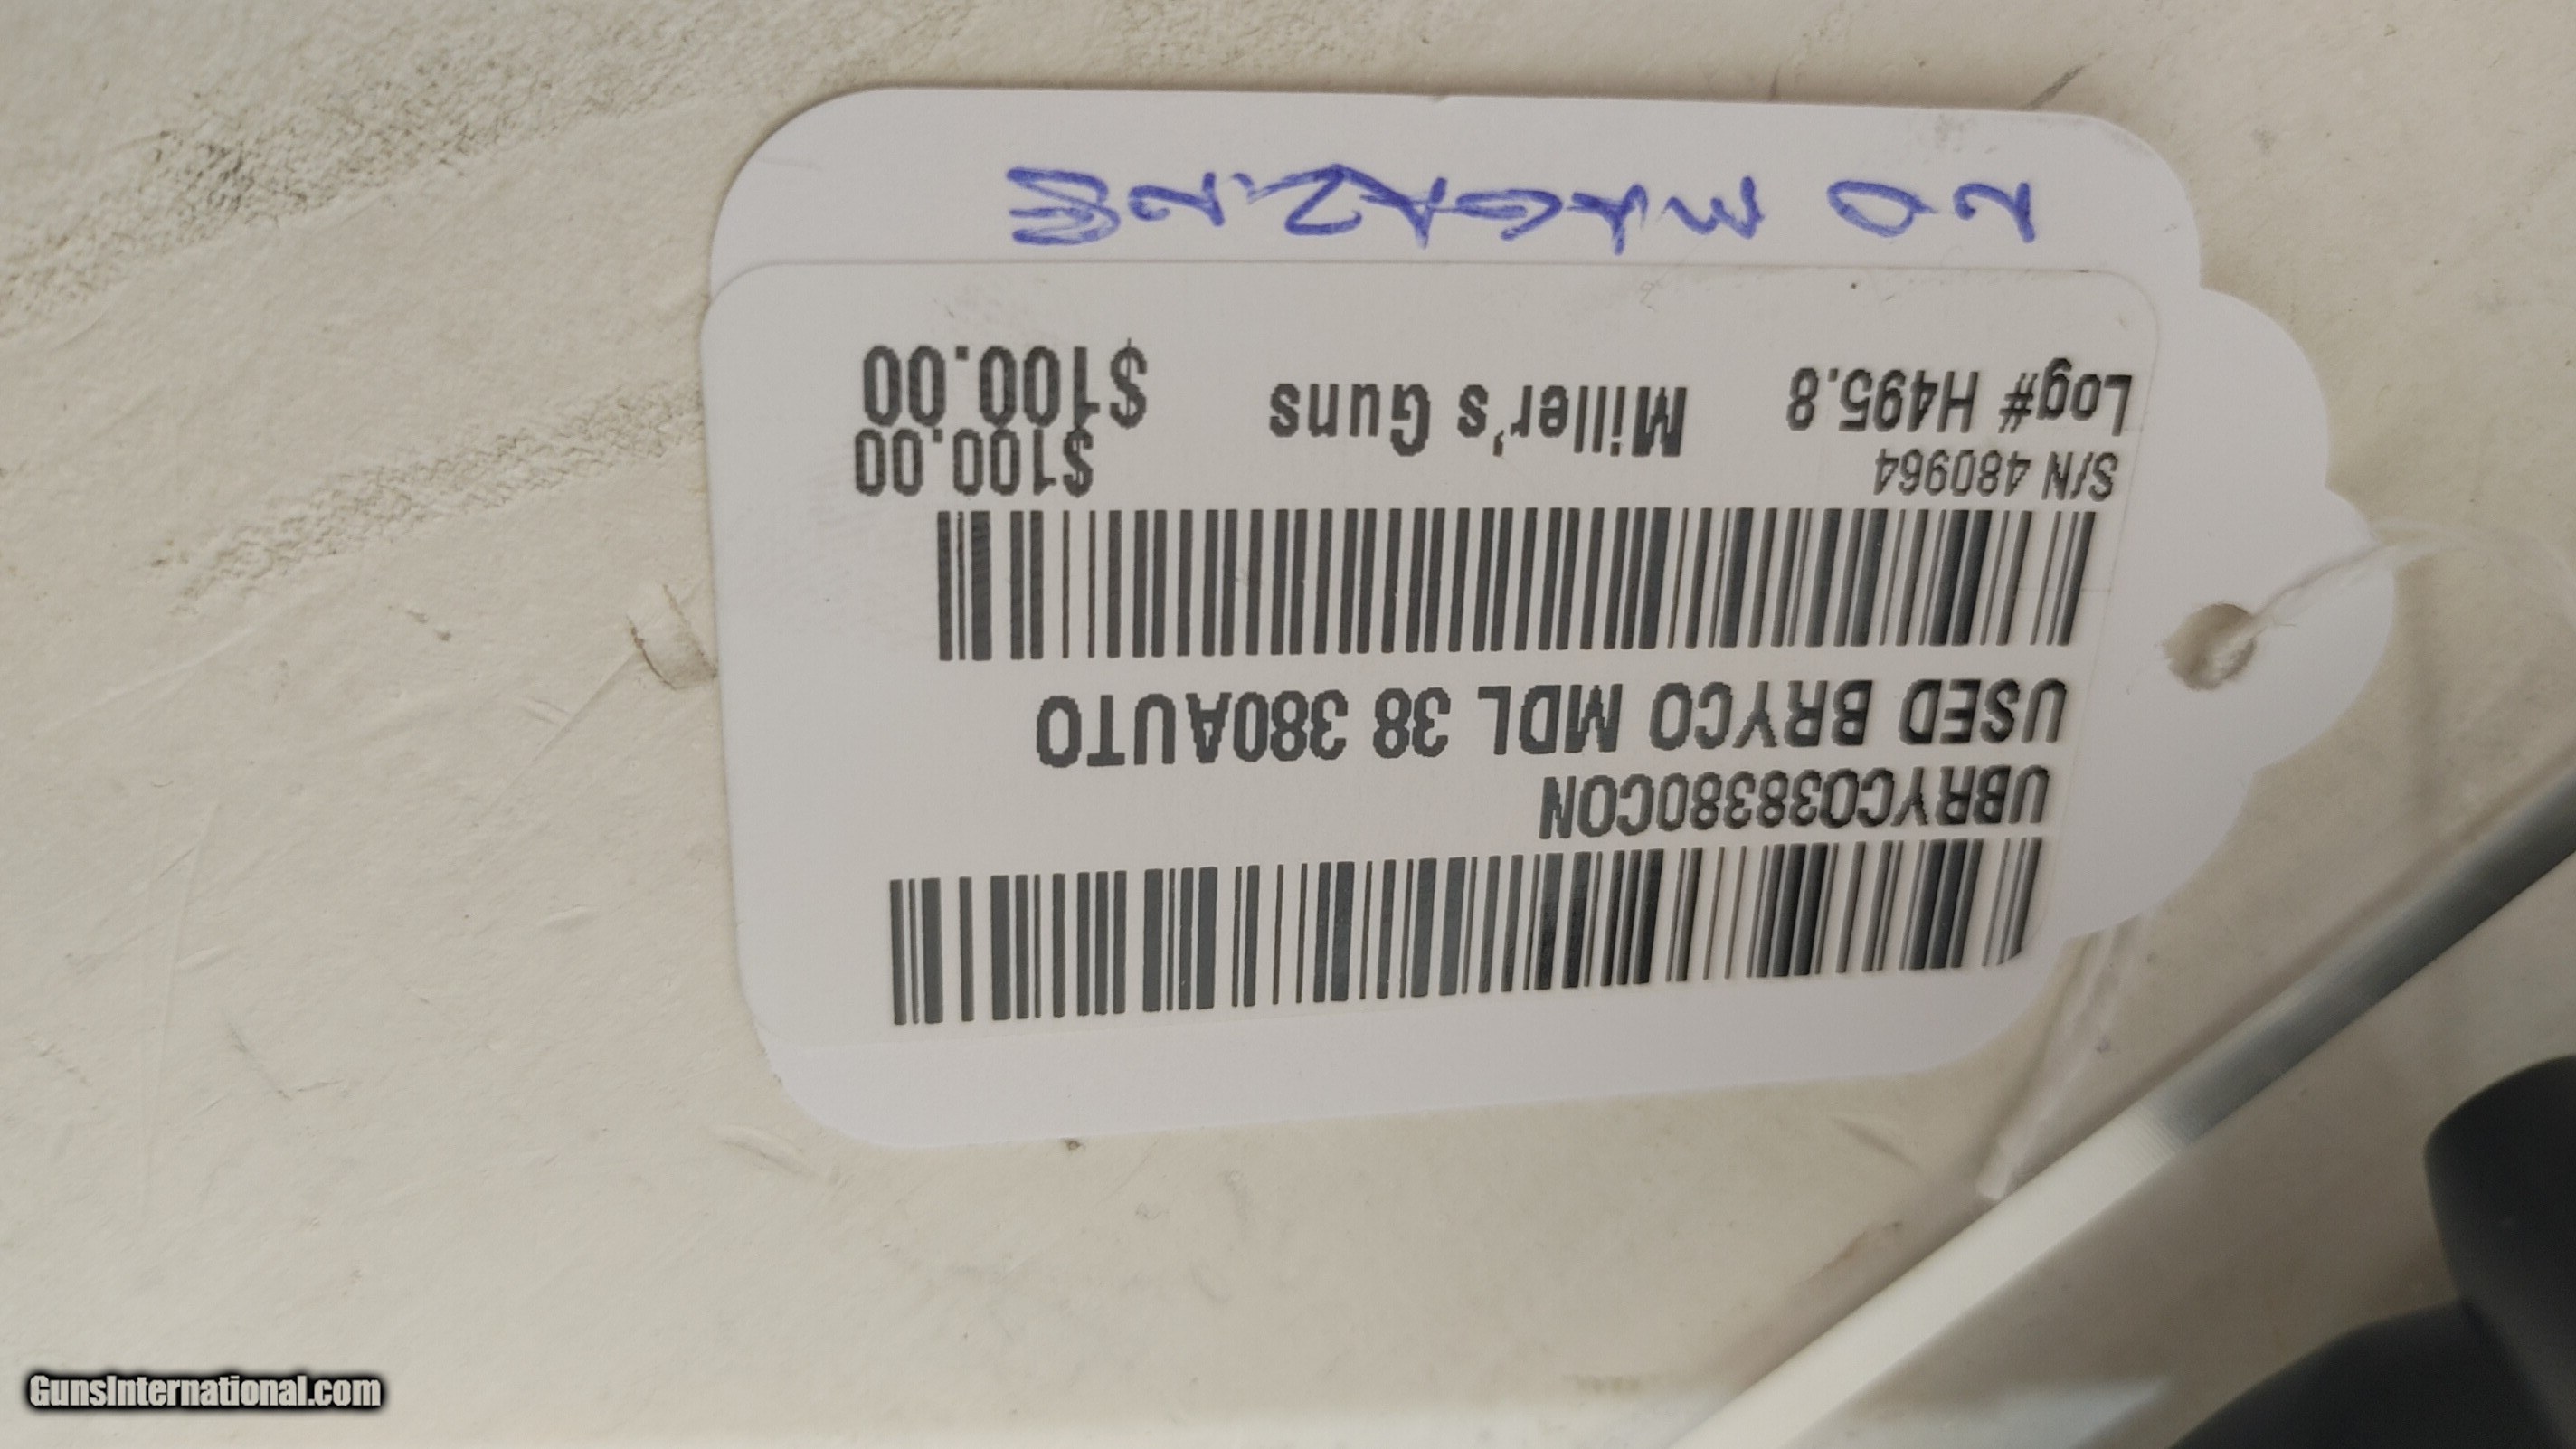 UBRYCO38380CON
USED BRYCO MDL 38 380AUTO
S/N 480964
$100.00
Log# H495.8
Miller's Guns
$100.00
NO MAGAZINE
GunsInternational.com